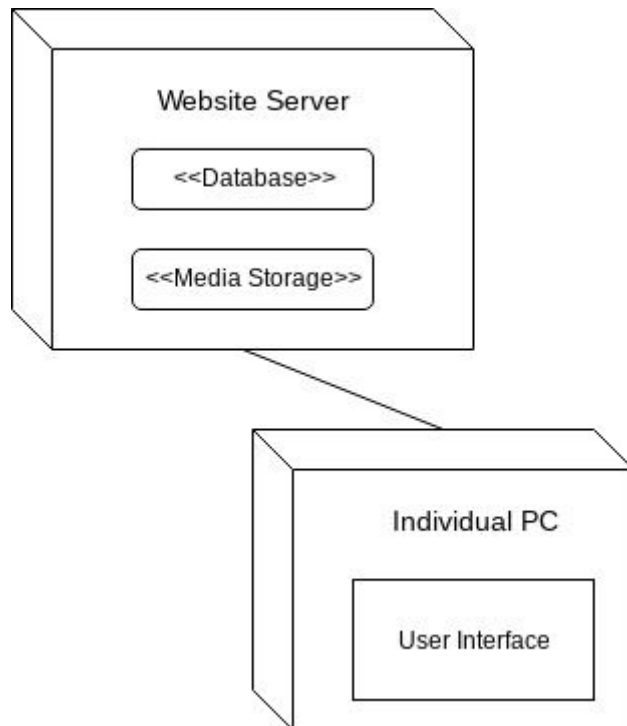 Website Server
<<Database>>
<<Media Storage>>
Individual PC
User Interface